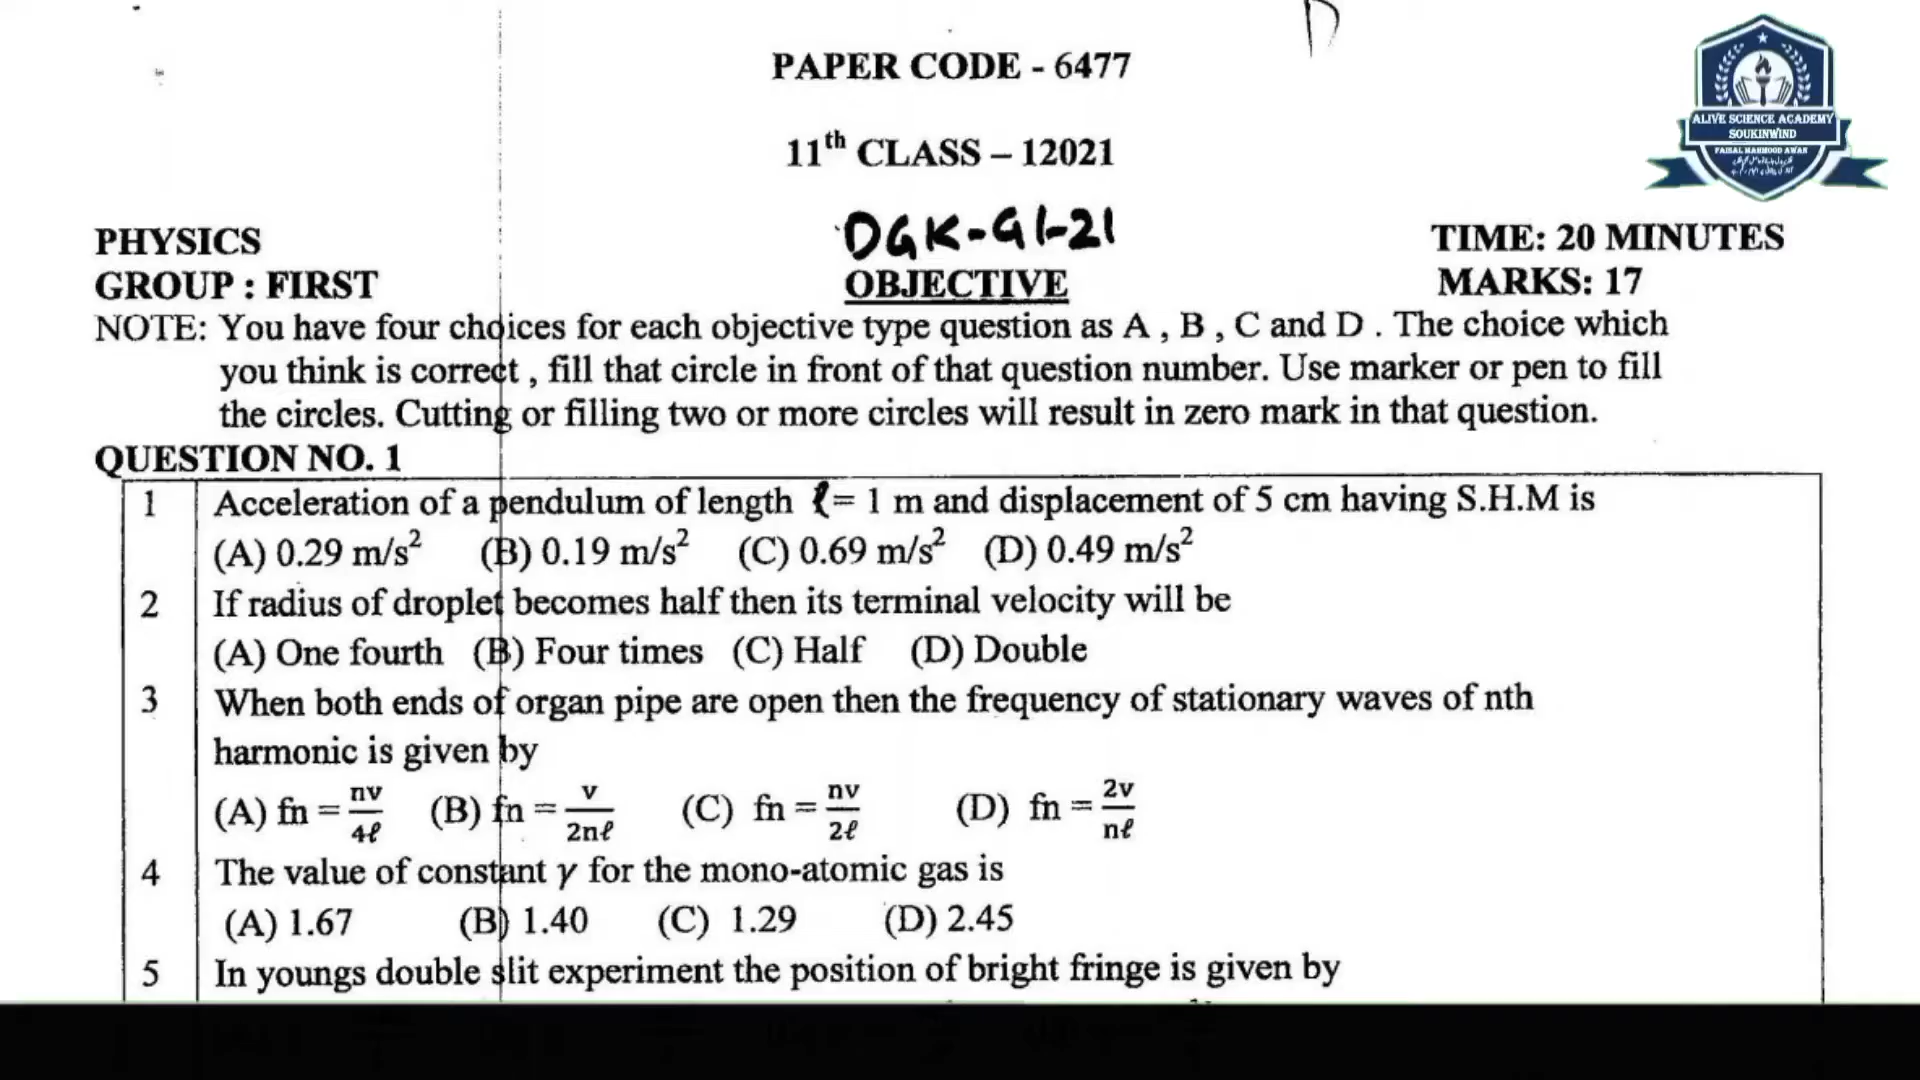 PAPER CODE - 6477
11th CLASS – 12021
ALIVE SCIENCE ACADEMY
SOUKINWIND
FAISAL MAHMOOD AWAN
DGK-G1-21
PHYSICS
TIME: 20 MINUTES
GROUP : FIRST
OBJECTIVE
MARKS: 17
NOTE: You have four choices for each objective type question as A , B , C and D . The choice which
you think is correct , fill that circle in front of that question number. Use marker or pen to fill
the circles. Cutting or filling two or more circles will result in zero mark in that question.
QUESTION NO. 1
1 Acceleration of a pendulum of length ℓ= 1 m and displacement of 5 cm having S.H.M is
(A) 0.29 m/s² (B) 0.19 m/s² (C) 0.69 m/s² (D) 0.49 m/s²
2 If radius of droplet becomes half then its terminal velocity will be
(A) One fourth (B) Four times (C) Half (D) Double
3 When both ends of organ pipe are open then the frequency of stationary waves of nth
harmonic is given by
(A) fn = nv/4ℓ (B) fn = v/2nℓ (C) fn = nv/2ℓ (D) fn = 2v/nℓ
4 The value of constant γ for the mono-atomic gas is
(A) 1.67 (B) 1.40 (C) 1.29 (D) 2.45
5 In youngs double slit experiment the position of bright fringe is given by